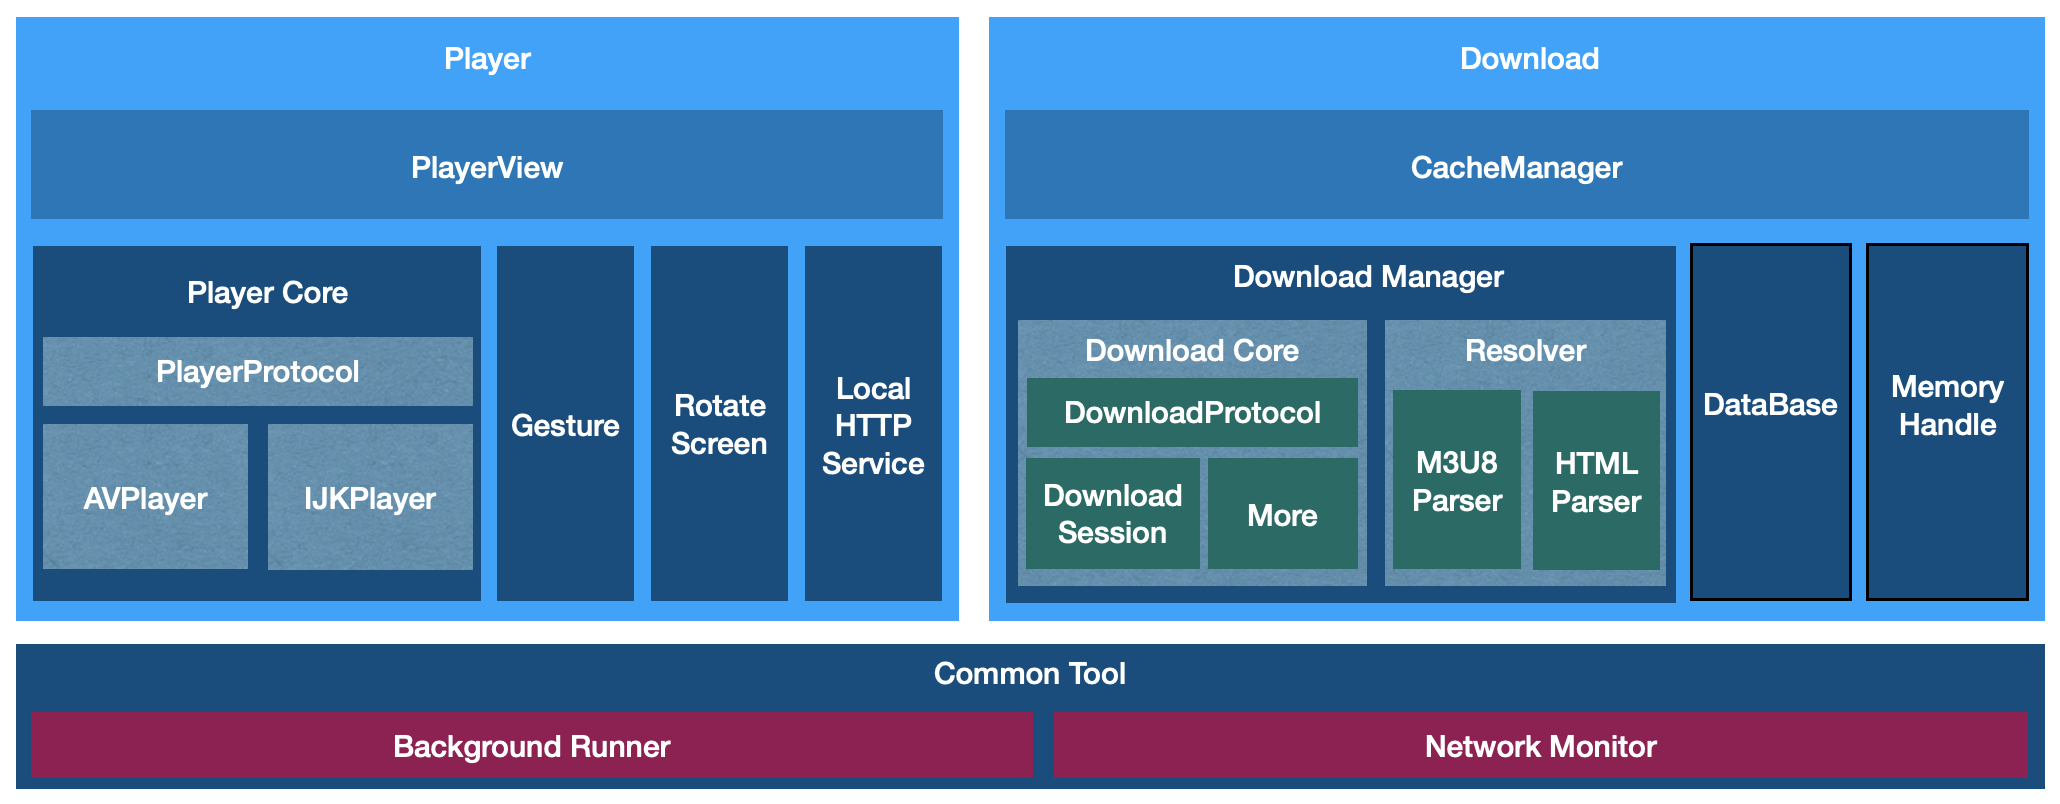 Player
PlayerView
Player Core
PlayerProtocol
AVPlayer
IJKPlayer
Gesture
Rotate
Screen
Local
HTTP
Service
Download
CacheManager
Download Manager
Download Core
DownloadProtocol
Download
Session
More
Resolver
M3U8
Parser
HTML
Parser
DataBase
Memory
Handle
Common Tool
Background Runner
Network Monitor